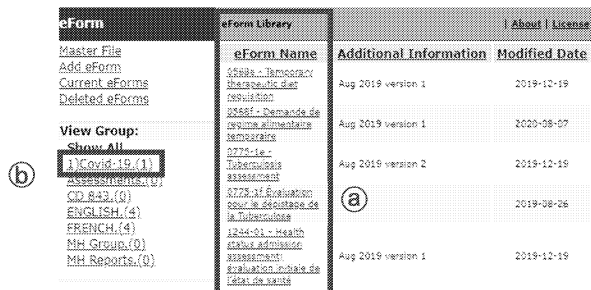 eForm
eForm Library
| About | License
Master File
Add eForm
Current eForms
Deleted eForms
View Group:
Show All
1)Covid-19.(1)
Assessments.(0)
CD 843.(0)
ENGLISH.(4)
FRENCH.(4)
MH Group.(0)
MH Reports.(0)
b
eForm Name
Additional Information
Modified Date
0568e - Temporary
therapeutic diet
requisition
Aug 2019 version 1
2019-12-19
0568f - Demande de
regime alimentaire
temporaire
Aug 2019 version 1
2020-08-07
0775-1e -
Tuberculosis
assessment
Aug 2019 version 2
2019-12-19
0775-1f Évaluation
pour le dépistage de
la Tuberculose
2019-08-26
a
1244-01 - Health
status admission
assessment;
évaluation initiale de
l'état de santé
Aug 2019 version 1
2019-12-19